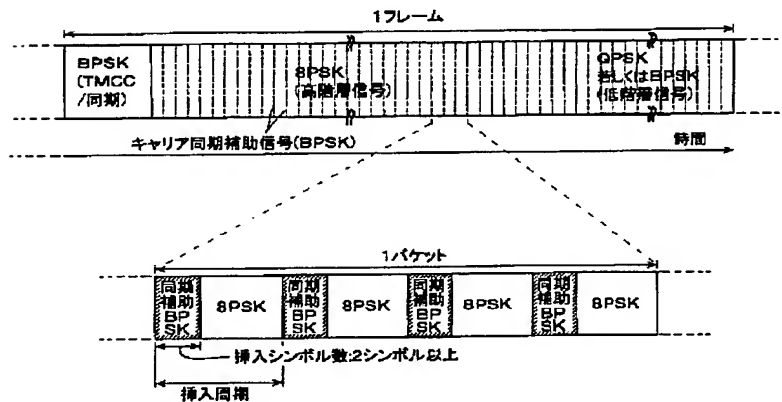 1フレーム
BPSK
(TMCC
/同期)
8PSK
(高階層信号)
QPSK
若しくはBPSK
(低階層信号)
キャリア同期補助信号(BPSK)
時間
1パケット
同期
補助
BP
SK
8PSK
同期
補助
BP
SK
8PSK
同期
補助
BP
SK
8PSK
同期
補助
BP
SK
8PSK
挿入シンボル数:2シンボル以上
挿入周期